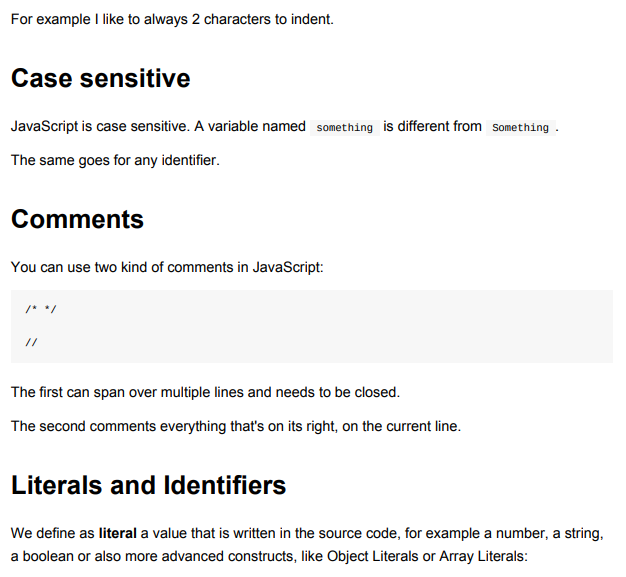 For example I like to always 2 characters to indent.
Case sensitive
JavaScript is case sensitive. A variable named something is different from Something .
The same goes for any identifier.
Comments
You can use two kind of comments in JavaScript:
/* */
//
The first can span over multiple lines and needs to be closed.
The second comments everything that's on its right, on the current line.
Literals and Identifiers
We define as literal a value that is written in the source code, for example a number, a string,
a boolean or also more advanced constructs, like Object Literals or Array Literals: